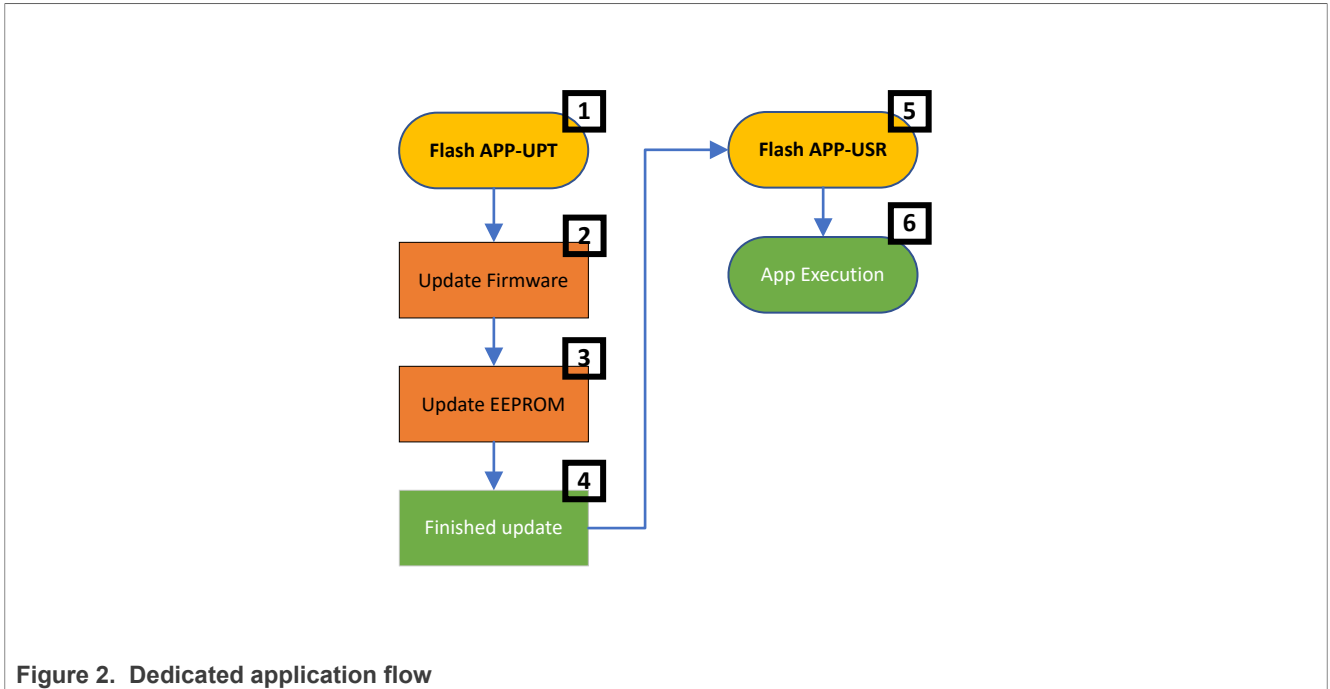 1
Flash APP-UPT
2
Update Firmware
3
Update EEPROM
4
Finished update
5
Flash APP-USR
6
App Execution
Figure 2. Dedicated application flow